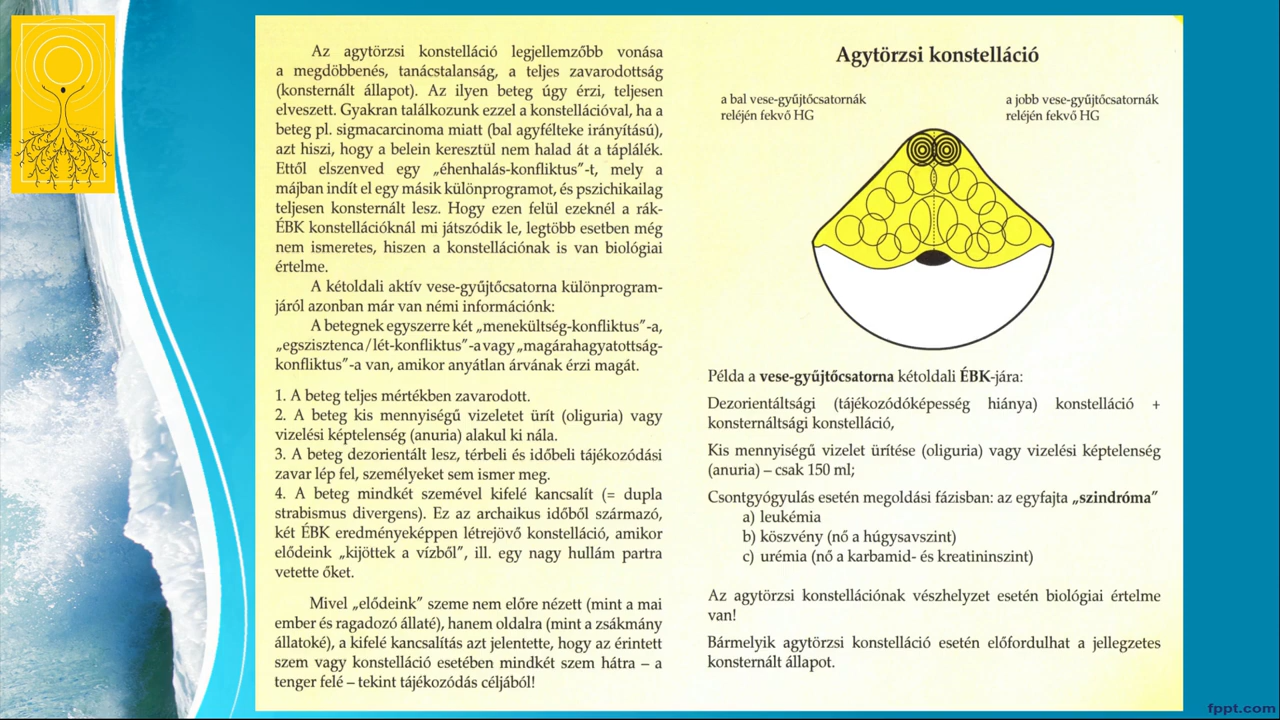 Az agytörzsi konstelláció legjellemzőbb vonása
a megdöbbenés, tanácstalanság, a teljes zavarodottság
(konsternált állapot). Az ilyen beteg úgy érzi, teljesen
elveszett. Gyakran találkozunk ezzel a konstellációval, ha a
beteg pl. sigmacarcinoma miatt (bal agyfélteke irányítású),
azt hiszi, hogy a belein keresztül nem halad át a táplálék.
Ettől elszenved egy „éhenhalás-konfliktus”-t, mely a
májban indít el egy másik különprogramot, és pszichikailag
teljesen konsternált lesz. Hogy ezen felül ezeknél a rák-
ÉBK konstellációknál mi játszódik le, legtöbb esetben még
nem ismeretes, hiszen a konstellációnak is van biológiai
értelme.
A kétoldali aktív vese-gyűjtőcsatorna különprogram-
járól azonban már van némi információnk:
A betegnek egyszerre két „menekültség-konfliktus”-a,
„egszisztenca/lét-konfliktus”-a vagy „magárahagyatottság-
konfliktus”-a van, amikor anyátlan árvának érzi magát.
1. A beteg teljes mértékben zavarodott.
2. A beteg kis mennyiségű vizeletet ürít (oliguria) vagy
vizelési képtelenség (anuria) alakul ki nála.
3. A beteg dezorientált lesz, térbeli és időbeli tájékozódási
zavar lép fel, személyeket sem ismer meg.
4. A beteg mindkét szemével kifelé kancsalít (= dupla
strabismus divergens). Ez az archaikus időből származó,
két ÉBK eredményeképpen létrejövő konstelláció, amikor
elődeink „kijöttek a vízből”, ill. egy nagy hullám partra
vetette őket.
Mivel „elődeink” szeme nem előre nézett (mint a mai
ember és ragadozó állaté), hanem oldalra (mint a zsákmány
állatoké), a kifelé kancsalítás azt jelentette, hogy az érintett
szem vagy konstelláció esetében mindkét szem hátra – a
tenger felé – tekint tájékozódás céljából!
Agytörzsi konstelláció
a bal vese-gyűjtőcsatornák
reléjén fekvő HG
a jobb vese-gyűjtőcsatornák
reléjén fekvő HG
Példa a vese-gyűjtőcsatorna kétoldali ÉBK-jára:
Dezorientáltsági (tájékozódóképesség hiánya) konstelláció +
konsternáltsági konstelláció,
Kis mennyiségű vizelet ürítése (oliguria) vagy vizelési képtelenség
(anuria) – csak 150 ml;
Csontgyógyulás esetén megoldási fázisban: az egyfajta „szindróma”
a) leukémia
b) köszvény (nő a húgysavszint)
c) urémia (nő a karbamid- és kreatininszint)
Az agytörzsi konstellációnak vészhelyzet esetén biológiai értelme
van!
Bármelyik agytörzsi konstelláció esetén előfordulhat a jellegzetes
konsternált állapot.
fppt.com